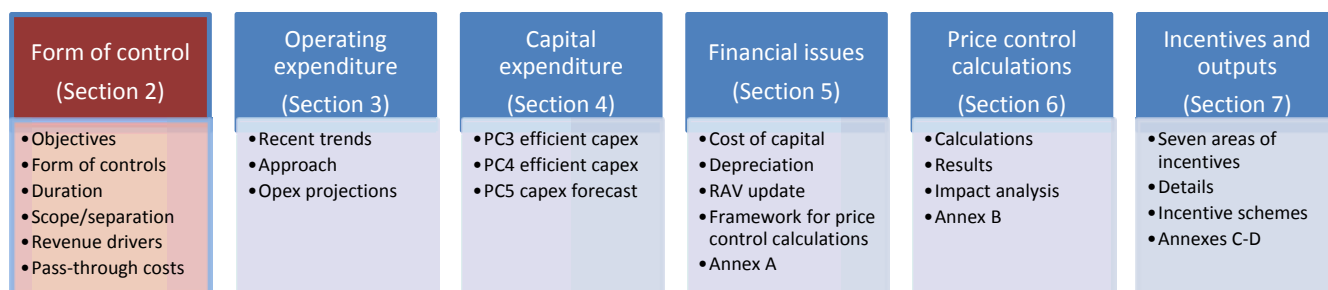 Form of control
(Section 2)
• Objectives
• Form of controls
• Duration
• Scope/separation
• Revenue drivers
• Pass-through costs
Operating
expenditure
(Section 3)
• Recent trends
• Approach
• Opex projections
Capital
expenditure
(Section 4)
• PC3 efficient capex
• PC4 efficient capex
• PC5 capex forecast
Financial issues
(Section 5)
• Cost of capital
• Depreciation
• RAV update
• Framework for price
control calculations
• Annex A
Price control
calculations
(Section 6)
• Calculations
• Results
• Impact analysis
• Annex B
Incentives and
outputs
(Section 7)
• Seven areas of
incentives
• Details
• Incentive schemes
• Annexes C-D